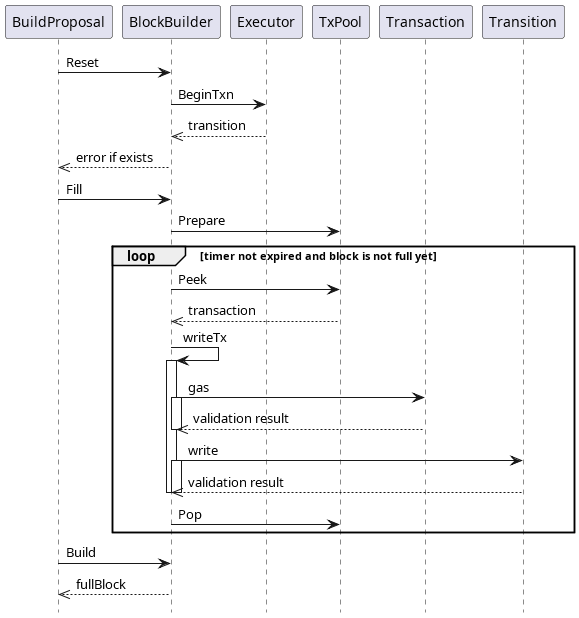 BuildProposal BlockBuilder Executor TxPool Transaction Transition
Reset
BeginTxn
transition
error if exists
Fill
Prepare
loop [timer not expired and block is not full yet]
Peek
transaction
writeTx
gas
validation result
write
validation result
Pop
Build
fullBlock